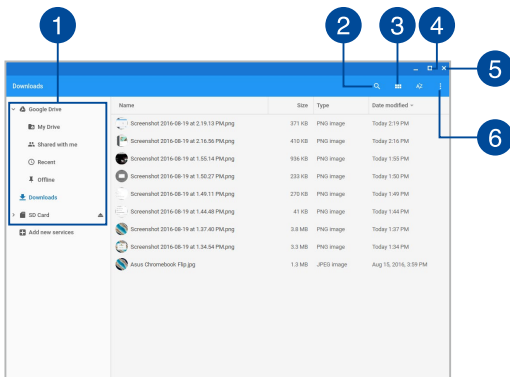 1
2
3
4
5
6
Downloads
Google Drive
My Drive
Shared with me
Recent
Offline
Downloads
SD Card
Add new services
Name Size Type Date modified
Screenshot 2016-08-19 at 2.19.13 PM.png 371 KB PNG image Today 2:19 PM
Screenshot 2016-08-19 at 2.16.56 PM.png 410 KB PNG image Today 2:16 PM
Screenshot 2016-08-19 at 1.55.14 PM.png 936 KB PNG image Today 1:55 PM
Screenshot 2016-08-19 at 1.50.27 PM.png 233 KB PNG image Today 1:50 PM
Screenshot 2016-08-19 at 1.49.11 PM.png 270 KB PNG image Today 1:49 PM
Screenshot 2016-08-19 at 1.44.48 PM.png 41 KB PNG image Today 1:44 PM
Screenshot 2016-08-19 at 1.37.40 PM.png 3.8 MB PNG image Today 1:37 PM
Screenshot 2016-08-19 at 1.34.54 PM.png 3.3 MB PNG image Today 1:34 PM
Asus Chromebook Flip.jpg 1.3 MB JPEG image Aug 15, 2016, 3:59 PM